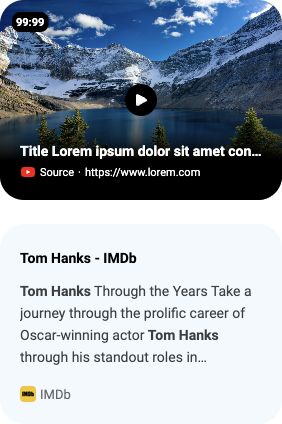 99:99
Title Lorem ipsum dolor sit amet con...
Source · https://www.lorem.com
Tom Hanks - IMDb
Tom Hanks Through the Years Take a
journey through the prolific career of
Oscar-winning actor Tom Hanks
through his standout roles in...
IMDb IMDb